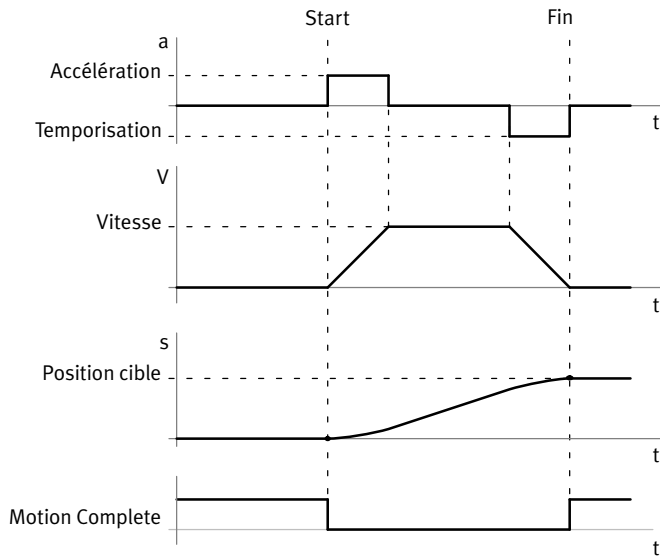 Start
Fin
a
Accélération
Temporisation
t
V
Vitesse
t
s
Position cible
t
Motion Complete
t